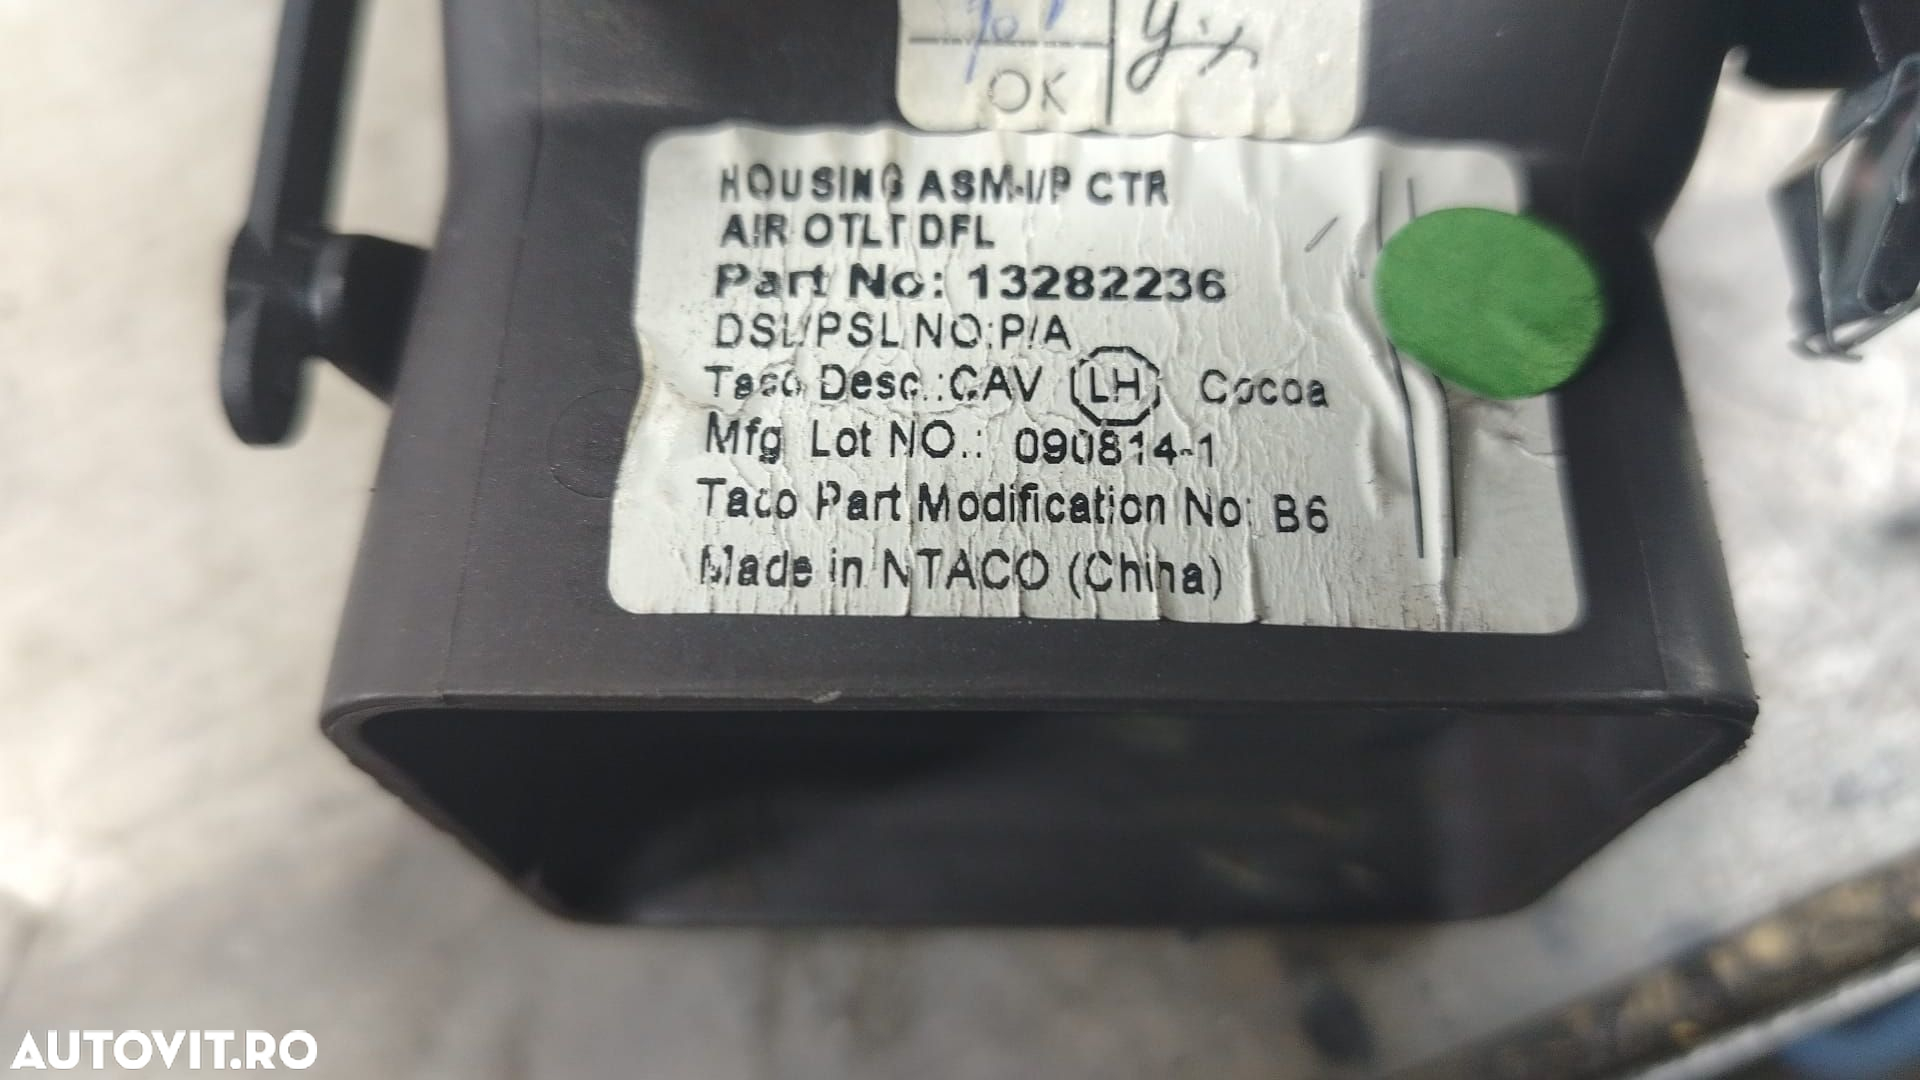 OK
HOUSING ASM-I/P CTR
AIR OTLT DFL
Part No: 13282236
DSL/PSL NO:P/A
Taco Desc.:CAV LH Cocoa
Mfg Lot NO.: 090814-1
Taco Part Modification No: B6
Made in NTACO (China)
AUTOVIT.RO